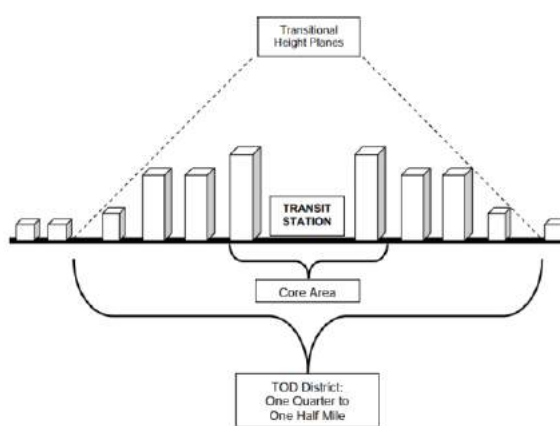 Transitional
Height Planes
TRANSIT
STATION
Core Area
TOD District:
One Quarter to
One Half Mile